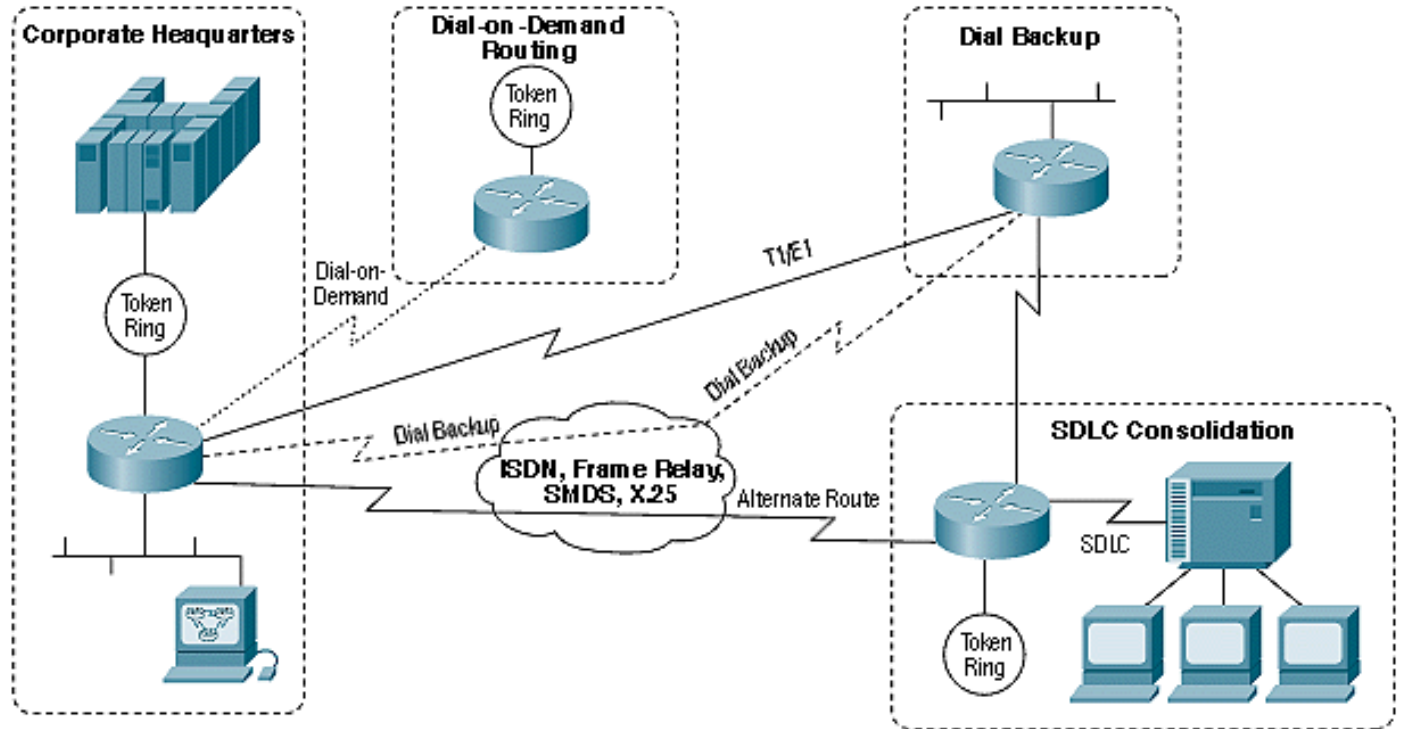 Corporate Heaquarters
Dial-on-Demand
Routing
Dial Backup
Token
Ring
Dial-on-
Demand
T1/E1
Token
Ring
Dial Backup
Dial Backup
SDLC Consolidation
ISDN, Frame Relay,
SMDS, X.25
Alternate Route
SDLC
Token
Ring